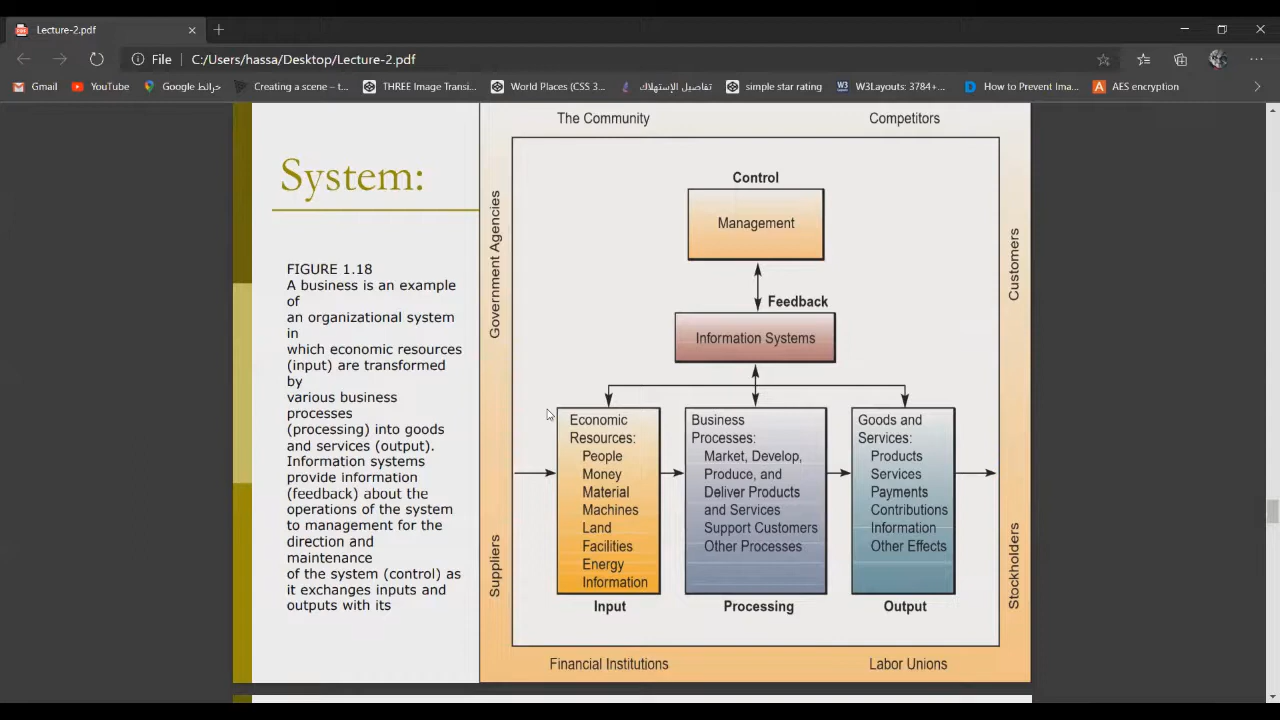 Lecture-2.pdf
File
C:/Users/hassa/Desktop/Lecture-2.pdf
Gmail
YouTube
خرائط Google
Creating a scene – t...
THREE Image Transi...
World Places (CSS 3...
تفاصيل الإستهلاك
simple star rating
W3Layouts: 3784+...
How to Prevent Ima...
AES encryption
System:
FIGURE 1.18
A business is an example
of
an organizational system
in
which economic resources
(input) are transformed
by
various business
processes
(processing) into goods
and services (output).
Information systems
provide information
(feedback) about the
operations of the system
to management for the
direction and
maintenance
of the system (control) as
it exchanges inputs and
outputs with its
The Community
Competitors
Government Agencies
Suppliers
Customers
Stockholders
Control
Management
Feedback
Information Systems
Economic
Resources:
People
Money
Material
Machines
Land
Facilities
Energy
Information
Input
Business
Processes:
Market, Develop,
Produce, and
Deliver Products
and Services
Support Customers
Other Processes
Processing
Goods and
Services:
Products
Services
Payments
Contributions
Information
Other Effects
Output
Financial Institutions
Labor Unions